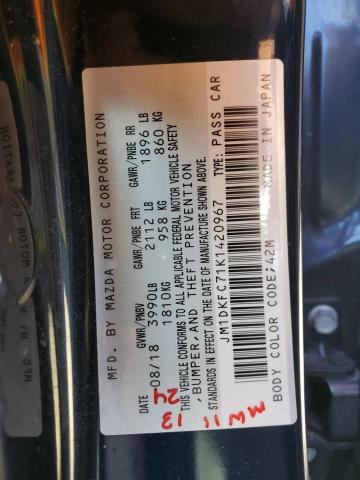 MFD. BY MAZDA MOTOR CORPORATION
GVWR/PNBV GAWR/PNBE FRT GAWR/PNBE RR
DATE 08/18 3990LB 2112 LB 1896 LB
1810KG 958 KG 860 KG
THIS VEHICLE CONFORMS TO ALL APPLICABLE FEDERAL MOTOR VEHICLE SAFETY
,BUMPER,AND THEFT PREVENTION
STANDARDS IN EFFECT ON THE DATE OF MANUFACTURE SHOWN ABOVE.
JM1DKFC71K1420967 TYPE: PASS CAR
BODY COLOR CODE;42M MADE IN JAPAN
24
13
MW11